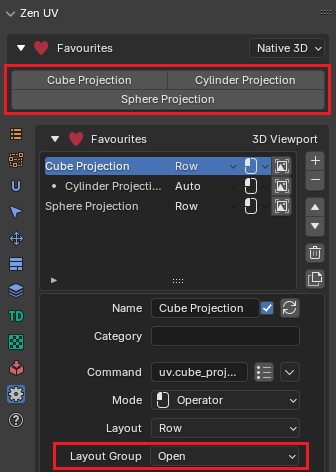 Zen UV
Favourites Native 3D
Cube Projection Cylinder Projection
Sphere Projection
Favourites 3D Viewport
Cube Projection Row
Cylinder Projecti... Auto
Sphere Projection Row
TD
Name Cube Projection
Category
Command uv.cube_proj...
Mode Operator
Layout Row
Layout Group Open